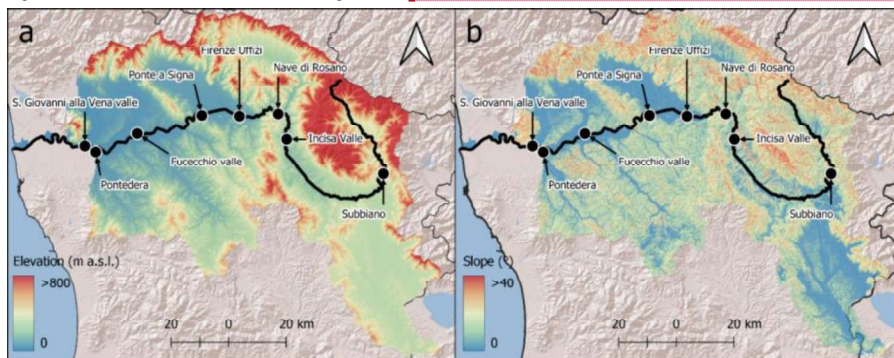 a
Firenze Uffizi
Ponte a Signa
Nave di Rosano
S. Giovanni alla Vena valle
Incisa Valle
Fucecchio valle
Pontedera
Subbiano
Elevation (m a.s.l.)
>800
0
20 0 20 km
b
Firenze Uffizi
Ponte a Signa
Nave di Rosano
S. Giovanni alla Vena valle
Incisa Valle
Fucecchio valle
Pontedera
Subbiano
Slope (°)
>40
0
20 0 20 km